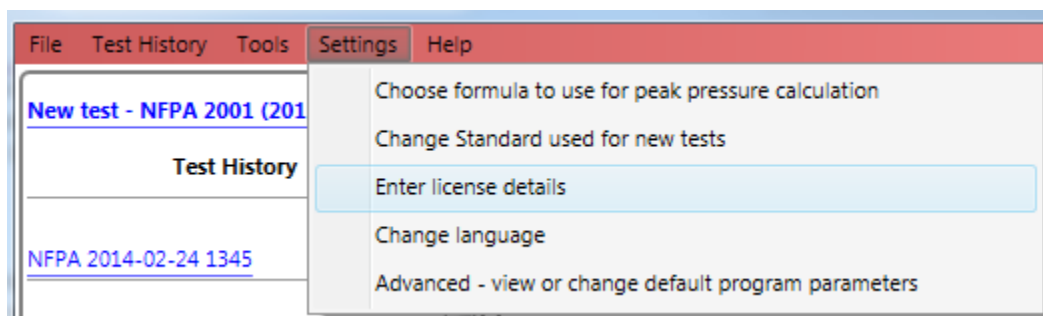 File Test History Tools Settings Help
Choose formula to use for peak pressure calculation
New test - NFPA 2001 (201
Change Standard used for new tests
Test History
Enter license details
Change language
NFPA 2014-02-24 1345
Advanced - view or change default program parameters